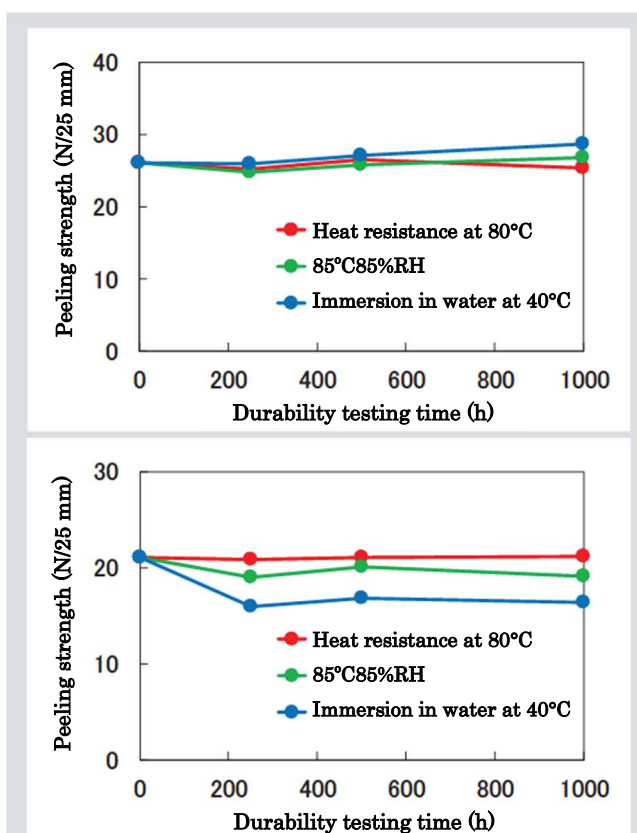 40
30
20
10
0
Peeling strength (N/25 mm)
Heat resistance at 80°C
85°C85%RH
Immersion in water at 40°C
0 200 400 600 800 1000
Durability testing time (h)
30
20
10
0
Peeling strength (N/25 mm)
Heat resistance at 80°C
85°C85%RH
Immersion in water at 40°C
0 200 400 600 800 1000
Durability testing time (h)